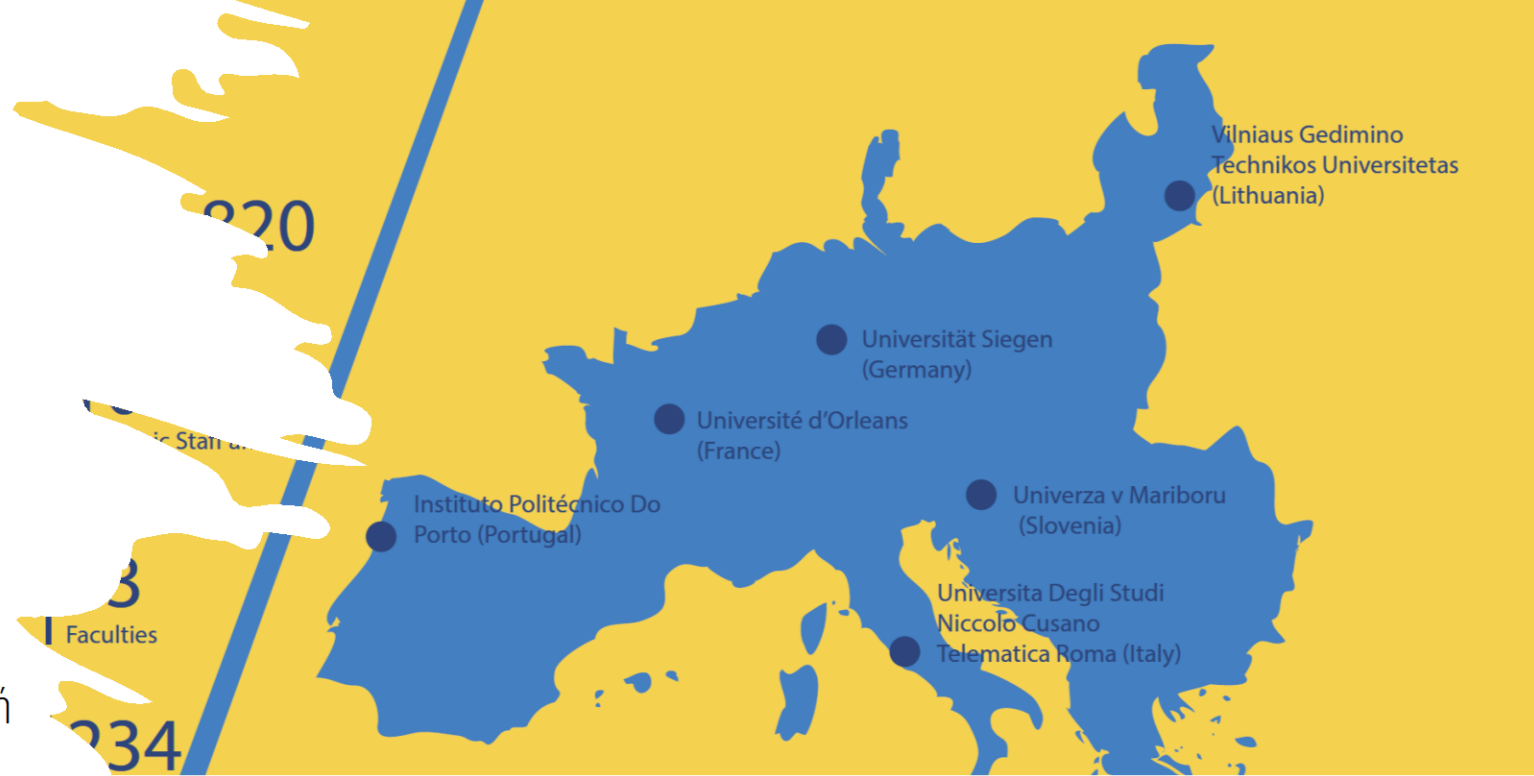 820
Faculties
234
Vilniaus Gedimino
Technikos Universitetas
(Lithuania)
Universität Siegen
(Germany)
Université d'Orleans
(France)
Instituto Politécnico Do
Porto (Portugal)
Univerza v Mariboru
(Slovenia)
Universita Degli Studi
Niccolo Cusano
Telematica Roma (Italy)